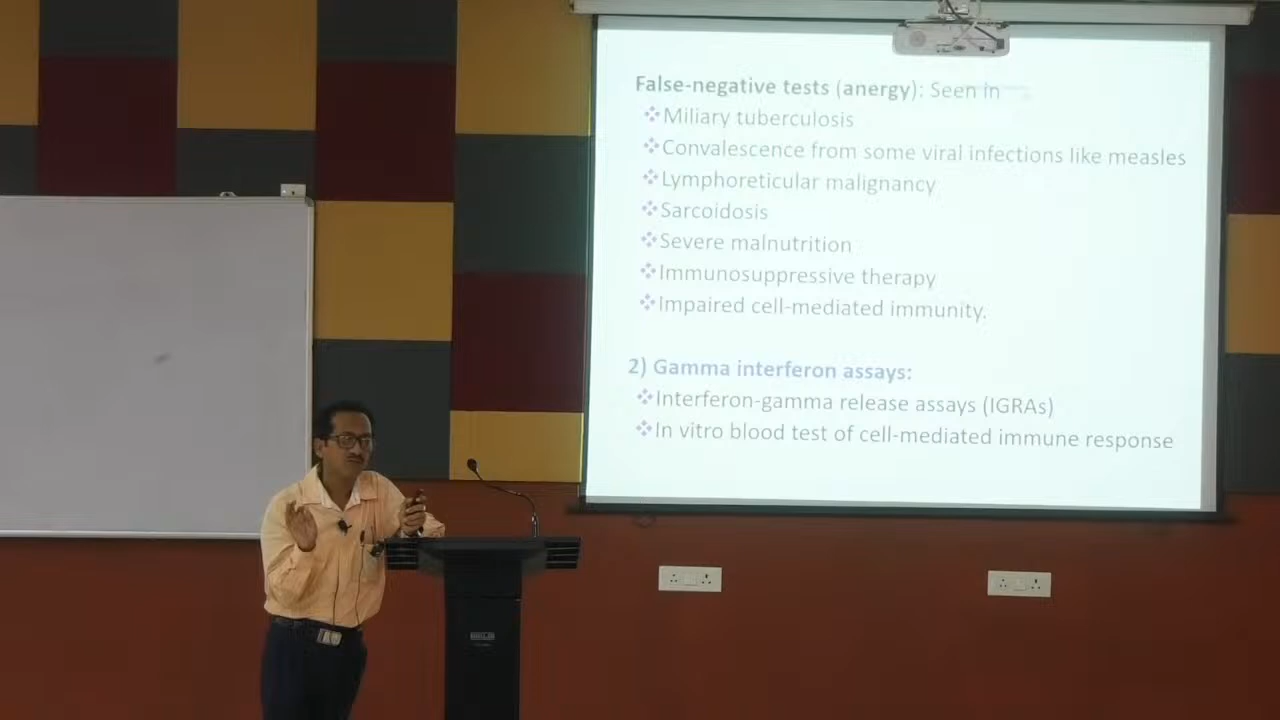 False-negative tests (anergy): Seen in
❖Miliary tuberculosis
❖Convalescence from some viral infections like measles
❖Lymphoreticular malignancy
❖Sarcoidosis
❖Severe malnutrition
❖Immunosuppressive therapy
❖Impaired cell-mediated immunity.
2) Gamma interferon assays:
❖Interferon-gamma release assays (IGRAs)
❖In vitro blood test of cell-mediated immune response